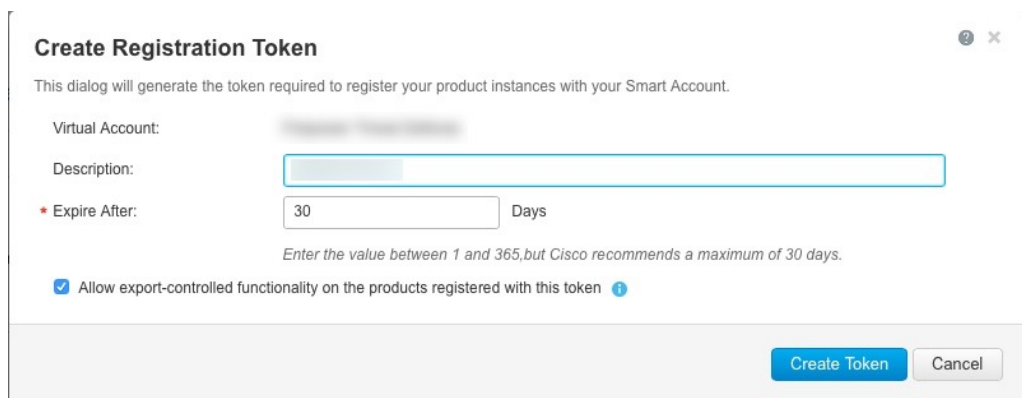 Create Registration Token
This dialog will generate the token required to register your product instances with your Smart Account.
Virtual Account:
Description:
* Expire After: 30 Days
Enter the value between 1 and 365,but Cisco recommends a maximum of 30 days.
Allow export-controlled functionality on the products registered with this token
Create Token Cancel